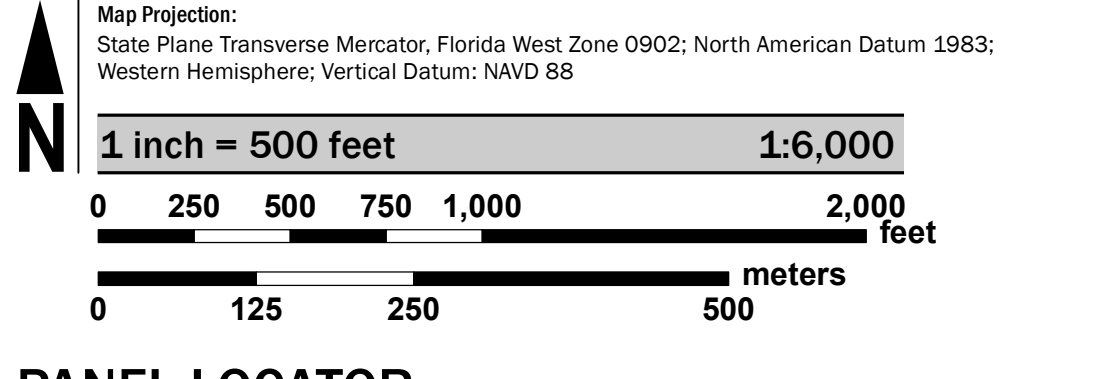 Map Projection:
State Plane Transverse Mercator, Florida West Zone 0902; North American Datum 1983;
Western Hemisphere; Vertical Datum: NAVD 88
N
1 inch = 500 feet 1:6,000
0 250 500 750 1,000 2,000
feet
meters
0 125 250 500
PANEL LOCATOR